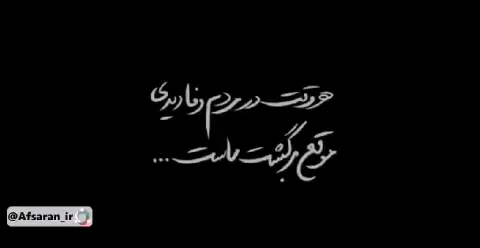 هر وقت در مردم وفا دیدی
موقع برگشت ماست ...
@Afsaran_ir